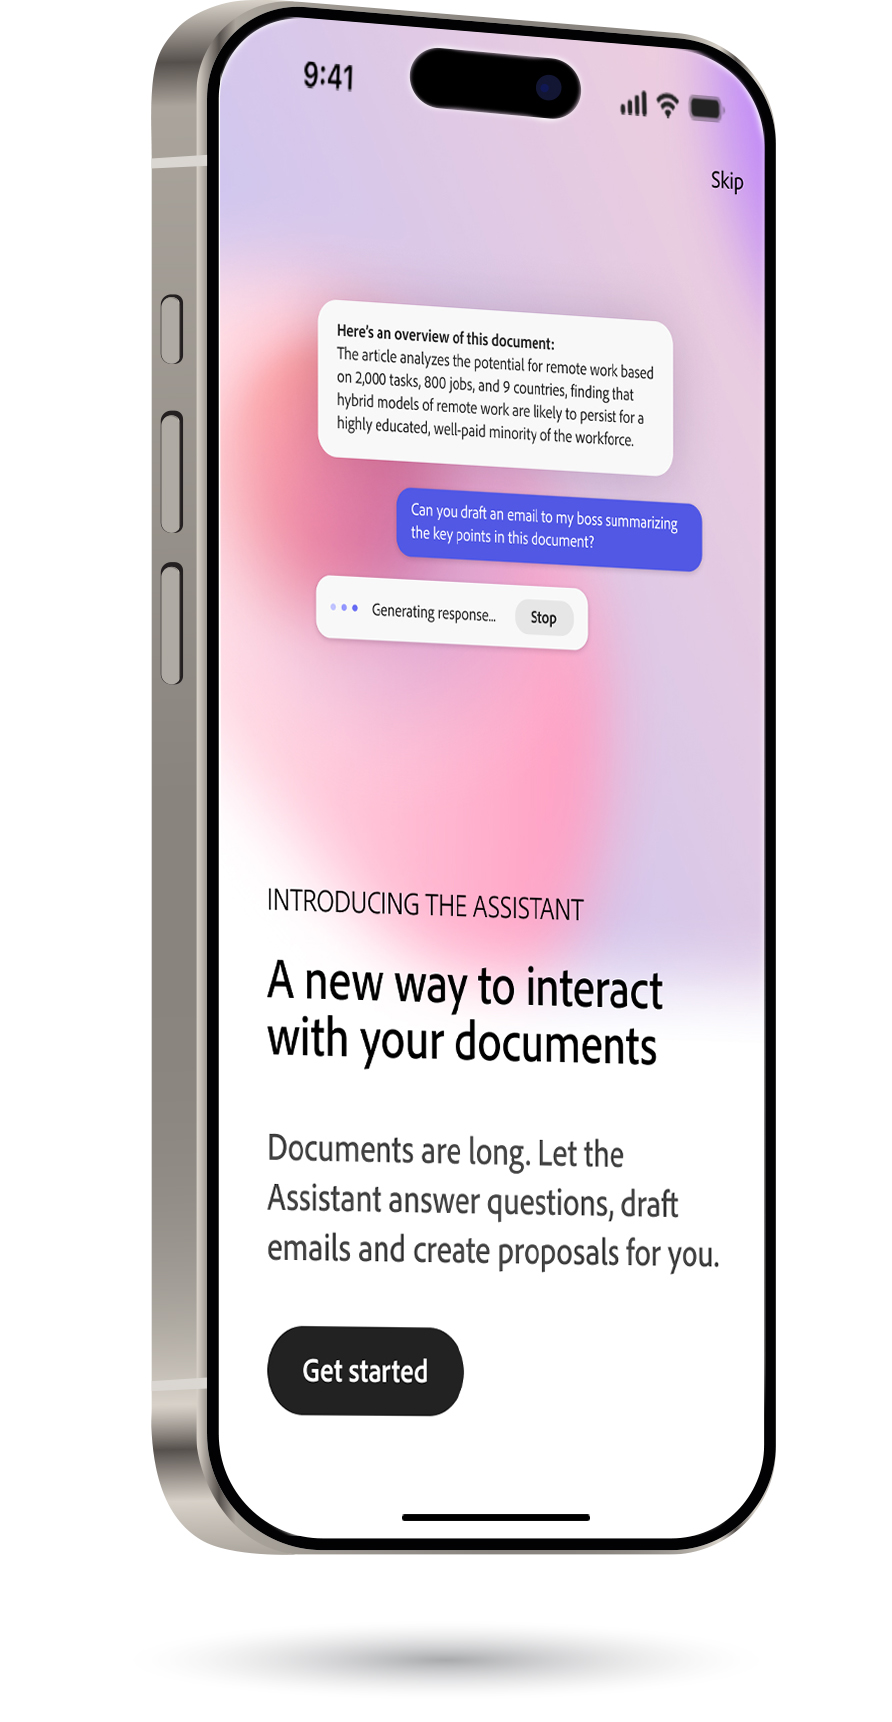 9:41
Skip
Here's an overview of this document:
The article analyzes the potential for remote work based
on 2,000 tasks, 800 jobs, and 9 countries, finding that
hybrid models of remote work are likely to persist for a
highly educated, well-paid minority of the workforce.
Can you draft an email to my boss summarizing
the key points in this document?
Generating response...
Stop
INTRODUCING THE ASSISTANT
A new way to interact
with your documents
Documents are long. Let the
Assistant answer questions, draft
emails and create proposals for you.
Get started